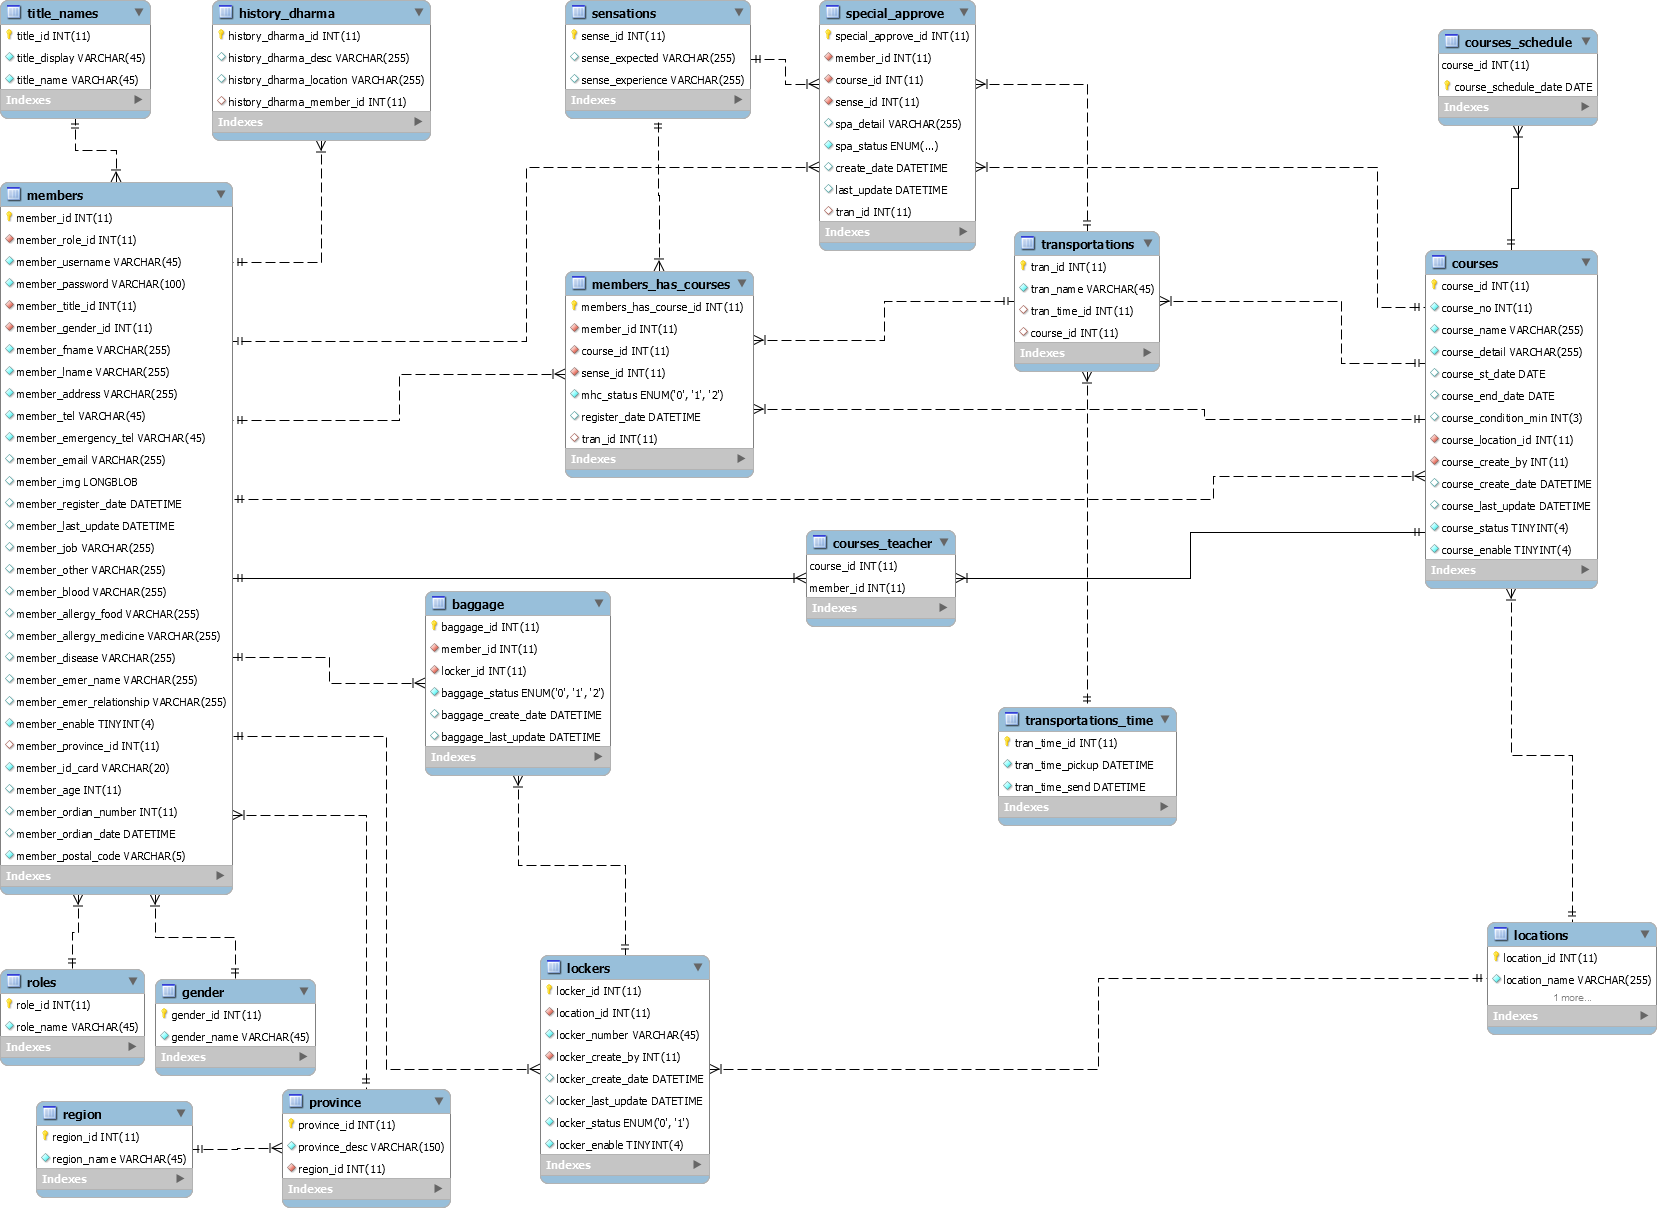 title_names
title_id INT(11)
title_display VARCHAR(45)
title_name VARCHAR(45)
Indexes
history_dharma
history_dharma_id INT(11)
history_dharma_desc VARCHAR(255)
history_dharma_location VARCHAR(255)
history_dharma_member_id INT(11)
Indexes
sensations
sense_id INT(11)
sense_expected VARCHAR(255)
sense_experience VARCHAR(255)
Indexes
special_approve
special_approve_id INT(11)
member_id INT(11)
course_id INT(11)
sense_id INT(11)
spa_detail VARCHAR(255)
spa_status ENUM(...)
create_date DATETIME
last_update DATETIME
tran_id INT(11)
Indexes
courses_schedule
course_id INT(11)
course_schedule_date DATE
Indexes
members
member_id INT(11)
member_role_id INT(11)
member_username VARCHAR(45)
member_password VARCHAR(100)
member_title_id INT(11)
member_gender_id INT(11)
member_fname VARCHAR(255)
member_lname VARCHAR(255)
member_address VARCHAR(255)
member_tel VARCHAR(45)
member_emergency_tel VARCHAR(45)
member_email VARCHAR(255)
member_img LONGBLOB
member_register_date DATETIME
member_last_update DATETIME
member_job VARCHAR(255)
member_other VARCHAR(255)
member_blood VARCHAR(255)
member_allergy_food VARCHAR(255)
member_allergy_medicine VARCHAR(255)
member_disease VARCHAR(255)
member_emer_name VARCHAR(255)
member_emer_relationship VARCHAR(255)
member_enable TINYINT(4)
member_province_id INT(11)
member_id_card VARCHAR(20)
member_age INT(11)
member_ordian_number INT(11)
member_ordian_date DATETIME
member_postal_code VARCHAR(5)
Indexes
members_has_courses
members_has_course_id INT(11)
member_id INT(11)
course_id INT(11)
sense_id INT(11)
mhc_status ENUM('0', '1', '2')
register_date DATETIME
tran_id INT(11)
Indexes
transportations
tran_id INT(11)
tran_name VARCHAR(45)
tran_time_id INT(11)
course_id INT(11)
Indexes
courses
course_id INT(11)
course_no INT(11)
course_name VARCHAR(255)
course_detail VARCHAR(255)
course_st_date DATE
course_end_date DATE
course_condition_min INT(3)
course_location_id INT(11)
course_create_by INT(11)
course_create_date DATETIME
course_last_update DATETIME
course_status TINYINT(4)
course_enable TINYINT(4)
Indexes
courses_teacher
course_id INT(11)
member_id INT(11)
Indexes
baggage
baggage_id INT(11)
member_id INT(11)
locker_id INT(11)
baggage_status ENUM('0', '1', '2')
baggage_create_date DATETIME
baggage_last_update DATETIME
Indexes
transportations_time
tran_time_id INT(11)
tran_time_pickup DATETIME
tran_time_send DATETIME
Indexes
locations
location_id INT(11)
location_name VARCHAR(255)
1 more...
Indexes
lockers
locker_id INT(11)
location_id INT(11)
locker_number VARCHAR(45)
locker_create_by INT(11)
locker_create_date DATETIME
locker_last_update DATETIME
locker_status ENUM('0', '1')
locker_enable TINYINT(4)
Indexes
roles
role_id INT(11)
role_name VARCHAR(45)
Indexes
gender
gender_id INT(11)
gender_name VARCHAR(45)
Indexes
region
region_id INT(11)
region_name VARCHAR(45)
Indexes
province
province_id INT(11)
province_desc VARCHAR(150)
region_id INT(11)
Indexes